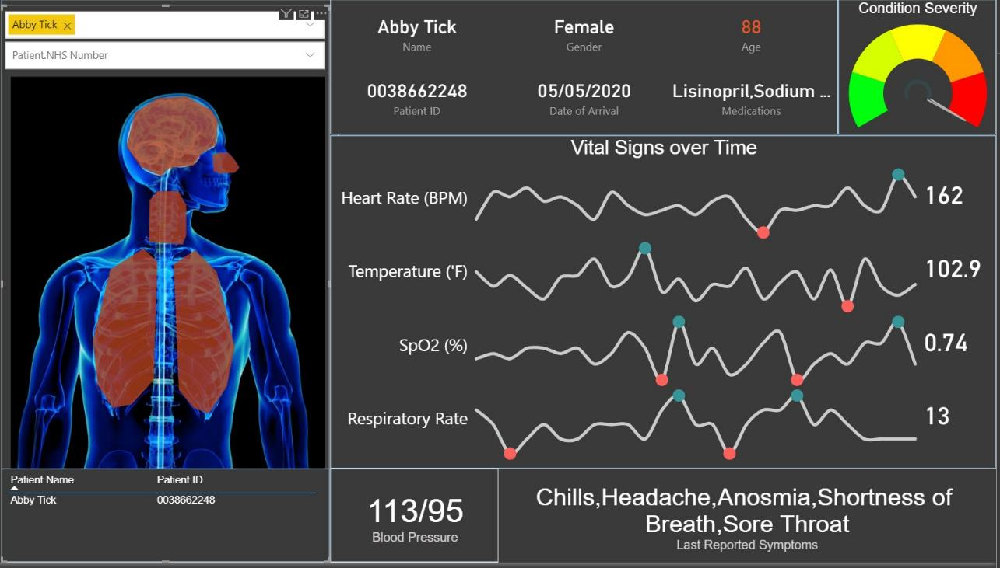 Abby Tick
Patient.NHS Number
Patient Name Patient ID
Abby Tick 0038662248
Abby Tick Female 88
Name Gender Age
0038662248 05/05/2020 Lisinopril,Sodium ...
Patient ID Date of Arrival Medications
Condition Severity
Vital Signs over Time
Heart Rate (BPM) 162
Temperature ('F) 102.9
SpO2 (%) 0.74
Respiratory Rate 13
113/95
Blood Pressure
Chills,Headache,Anosmia,Shortness of
Breath,Sore Throat
Last Reported Symptoms